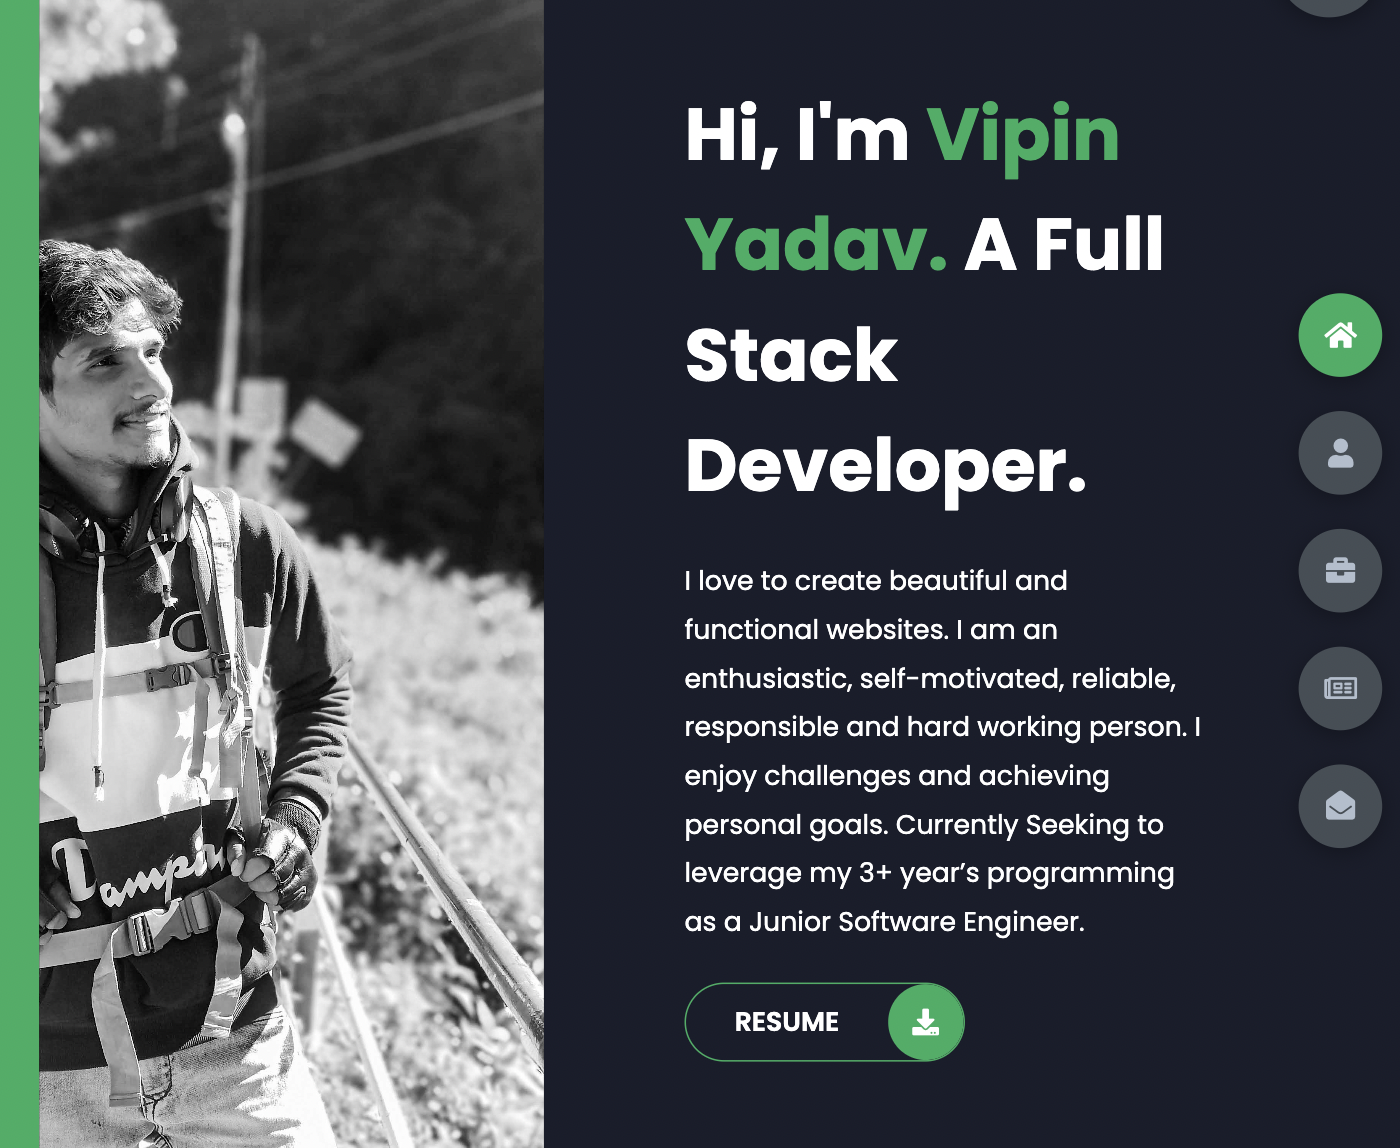 Hi, I'm Vipin
Yadav. A Full
Stack
Developer.
I love to create beautiful and
functional websites. I am an
enthusiastic, self-motivated, reliable,
responsible and hard working person. I
enjoy challenges and achieving
personal goals. Currently Seeking to
leverage my 3+ year’s programming
as a Junior Software Engineer.
RESUME